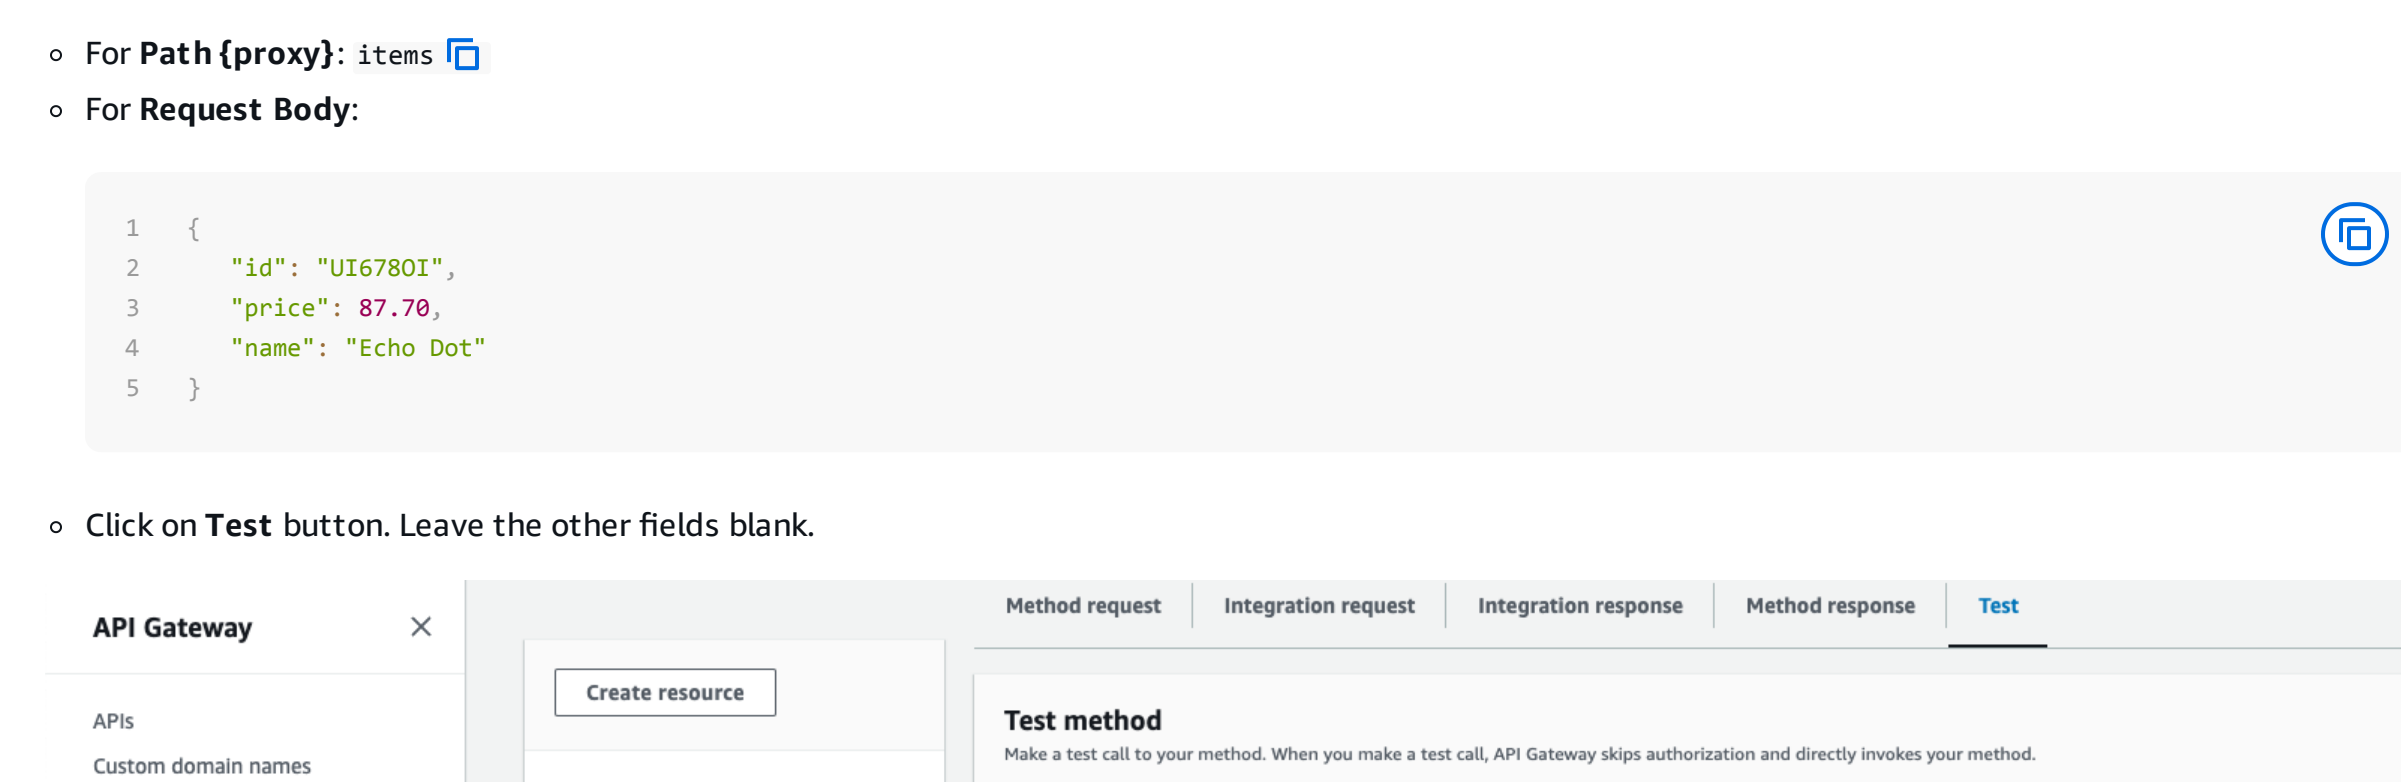 For Path {proxy}: items
For Request Body:
1 {
2 "id": "UI678OI",
3 "price": 87.70,
4 "name": "Echo Dot"
5 }
Click on Test button. Leave the other fields blank.
Method request Integration request Integration response Method response Test
API Gateway
Create resource
Test method
APIs
Make a test call to your method. When you make a test call, API Gateway skips authorization and directly invokes your method.
Custom domain names